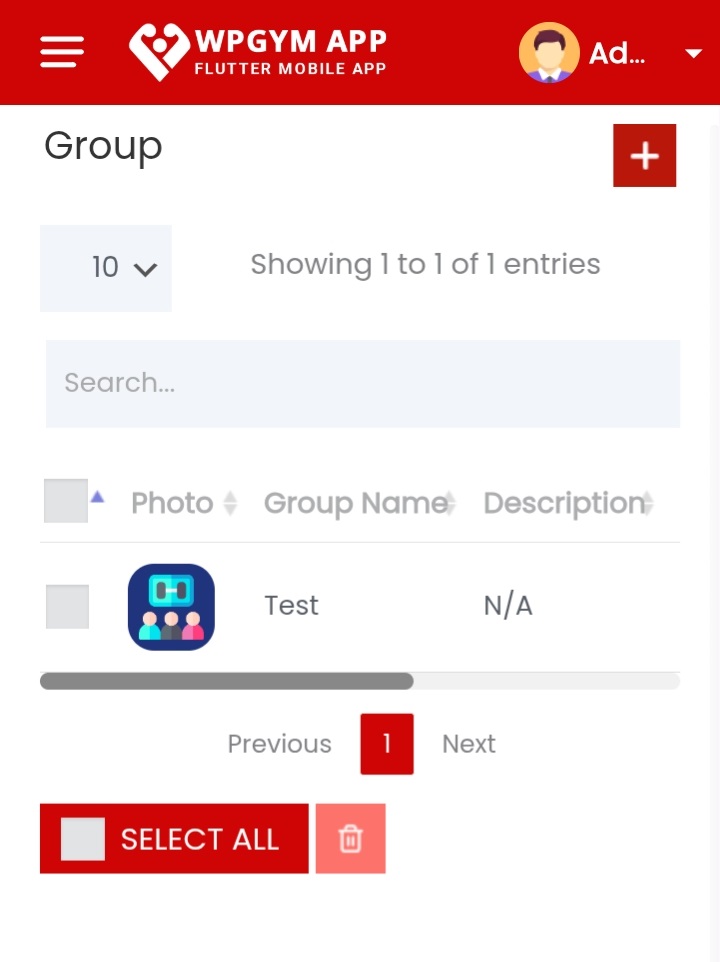 WPGYM APP
FLUTTER MOBILE APP
Ad...
Group
10
Showing 1 to 1 of 1 entries
Search...
Photo Group Name Description
Test N/A
Previous 1 Next
SELECT ALL